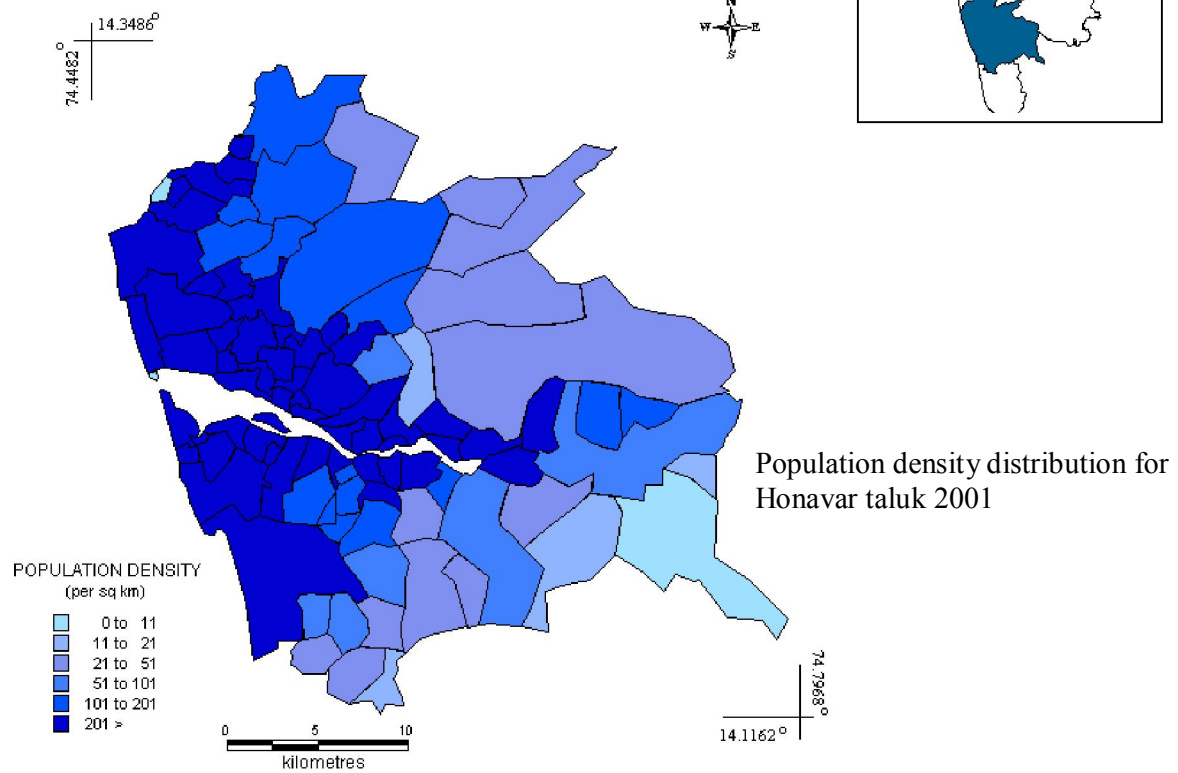 14.3486°
74.4482°
N
W E
S
Population density distribution for
Honavar taluk 2001
POPULATION DENSITY
(per sq km)
0 to 11
11 to 21
21 to 51
51 to 101
101 to 201
201 >
0 5 10
kilometres
74.7968°
14.1162°